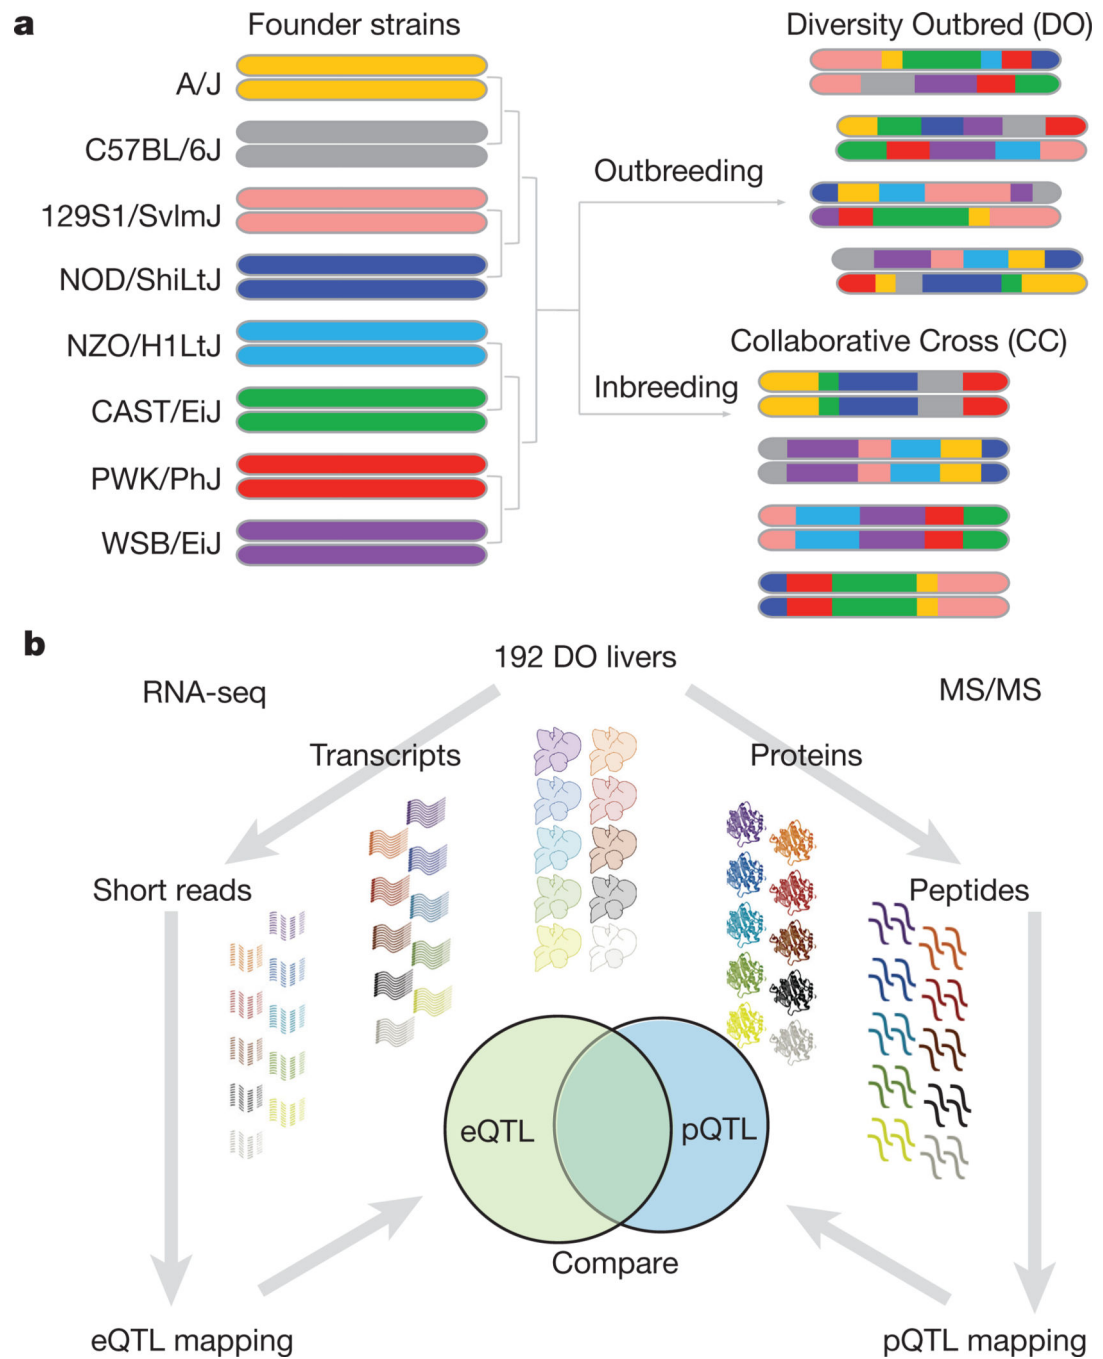 a
Founder strains
A/J
C57BL/6J
129S1/SvlmJ
NOD/ShiLtJ
NZO/H1LtJ
CAST/EiJ
PWK/PhJ
WSB/EiJ
Outbreeding
Inbreeding
Diversity Outbred (DO)
Collaborative Cross (CC)
b
192 DO livers
RNA-seq
MS/MS
Transcripts
Proteins
Short reads
Peptides
eQTL
pQTL
Compare
eQTL mapping
pQTL mapping